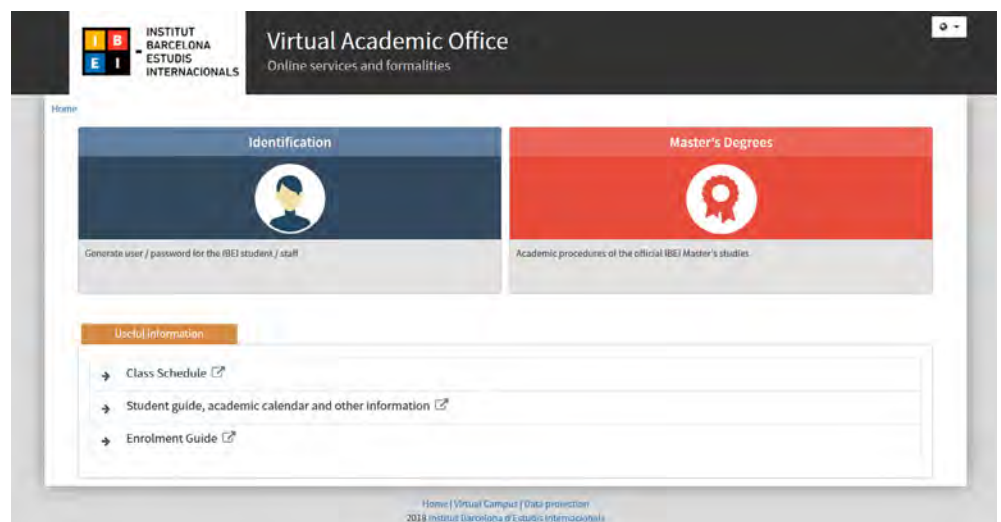 I B
E I
INSTITUT
BARCELONA
ESTUDIS
INTERNACIONALS
Virtual Academic Office
Online services and formalities
Home
Identification
Generate user / password for the IBEI student / staff
Master's Degrees
Academic procedures of the official IBEI Master's studies
Useful information
Class Schedule
Student guide, academic calendar and other information
Enrolment Guide
Home | Virtual Campus | Data protection
2018 Institut Barcelona d'Estudis Internacionals